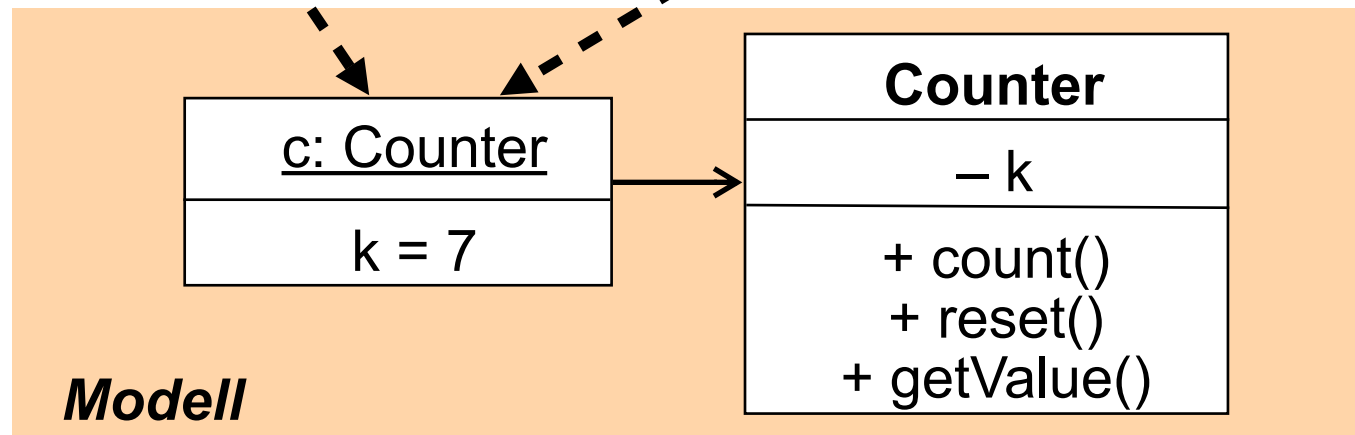 c: Counter
k = 7
Counter
– k
+ count()
+ reset()
+ getValue()
Modell